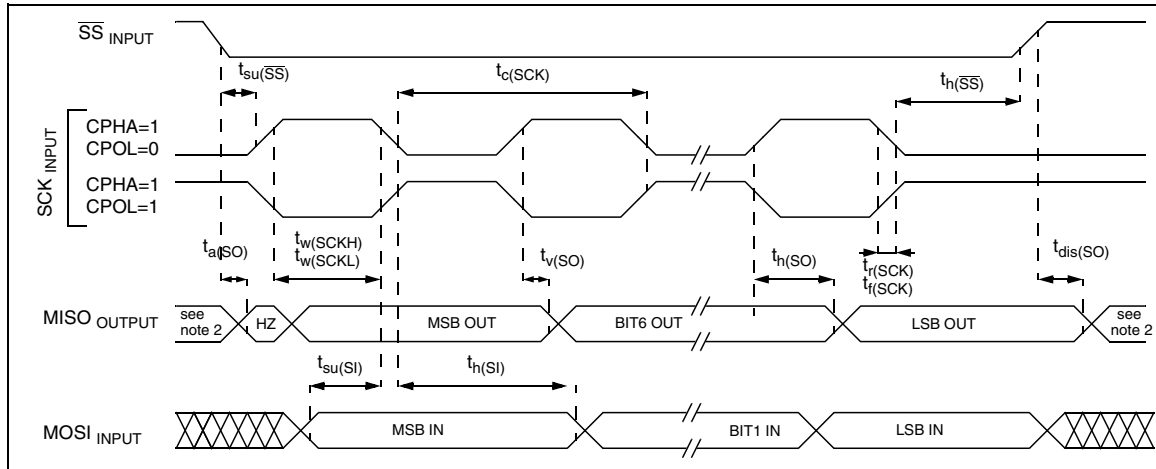 SS INPUT
tsu(SS)
tc(SCK)
th(SS)
SCK INPUT
CPHA=1
CPOL=0
CPHA=1
CPOL=1
ta(SO)
tw(SCKH)
tw(SCKL)
tv(SO)
th(SO)
tr(SCK)
tf(SCK)
tdis(SO)
MISO OUTPUT
see note 2
HZ
MSB OUT
BIT6 OUT
LSB OUT
see note 2
tsu(SI)
th(SI)
MOSI INPUT
MSB IN
BIT1 IN
LSB IN